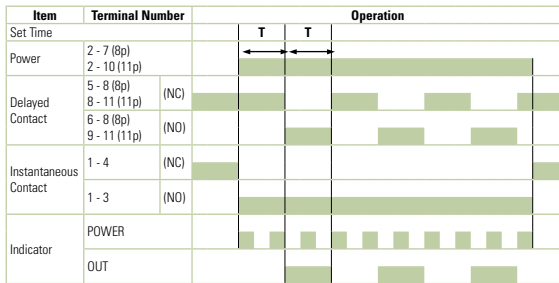 Item Terminal Number Operation
Set Time T T
Power 2 - 7 (8p)
2 - 10 (11p)
Delayed Contact
5 - 8 (8p)
8 - 11 (11p)
(NC)
6 - 8 (8p)
9 - 11 (11p)
(NO)
Instantaneous
Contact
1 - 4 (NC)
1 - 3 (NO)
Indicator
POWER
OUT